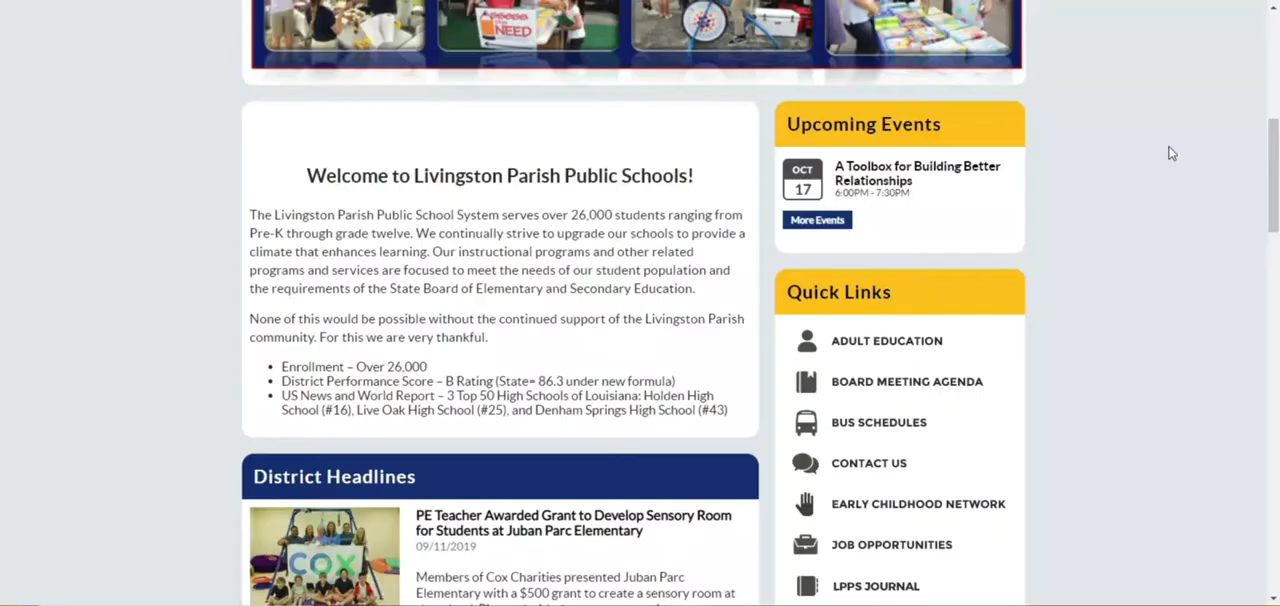 NEED
Welcome to Livingston Parish Public Schools!
The Livingston Parish Public School System serves over 26,000 students ranging from
Pre-K through grade twelve. We continually strive to upgrade our schools to provide a
climate that enhances learning. Our instructional programs and other related
programs and services are focused to meet the needs of our student population and
the requirements of the State Board of Elementary and Secondary Education.
None of this would be possible without the continued support of the Livingston Parish
community. For this we are very thankful.
• Enrollment – Over 26,000
• District Performance Score – B Rating (State= 86.3 under new formula)
• US News and World Report – 3 Top 50 High Schools of Louisiana: Holden High
School (#16), Live Oak High School (#25), and Denham Springs High School (#43)
District Headlines
COX
PE Teacher Awarded Grant to Develop Sensory Room
for Students at Juban Parc Elementary
09/11/2019
Members of Cox Charities presented Juban Parc
Elementary with a $500 grant to create a sensory room at
Upcoming Events
OCT
17
A Toolbox for Building Better
Relationships
6:00PM - 7:30PM
More Events
Quick Links
ADULT EDUCATION
BOARD MEETING AGENDA
BUS SCHEDULES
CONTACT US
EARLY CHILDHOOD NETWORK
JOB OPPORTUNITIES
LPPS JOURNAL